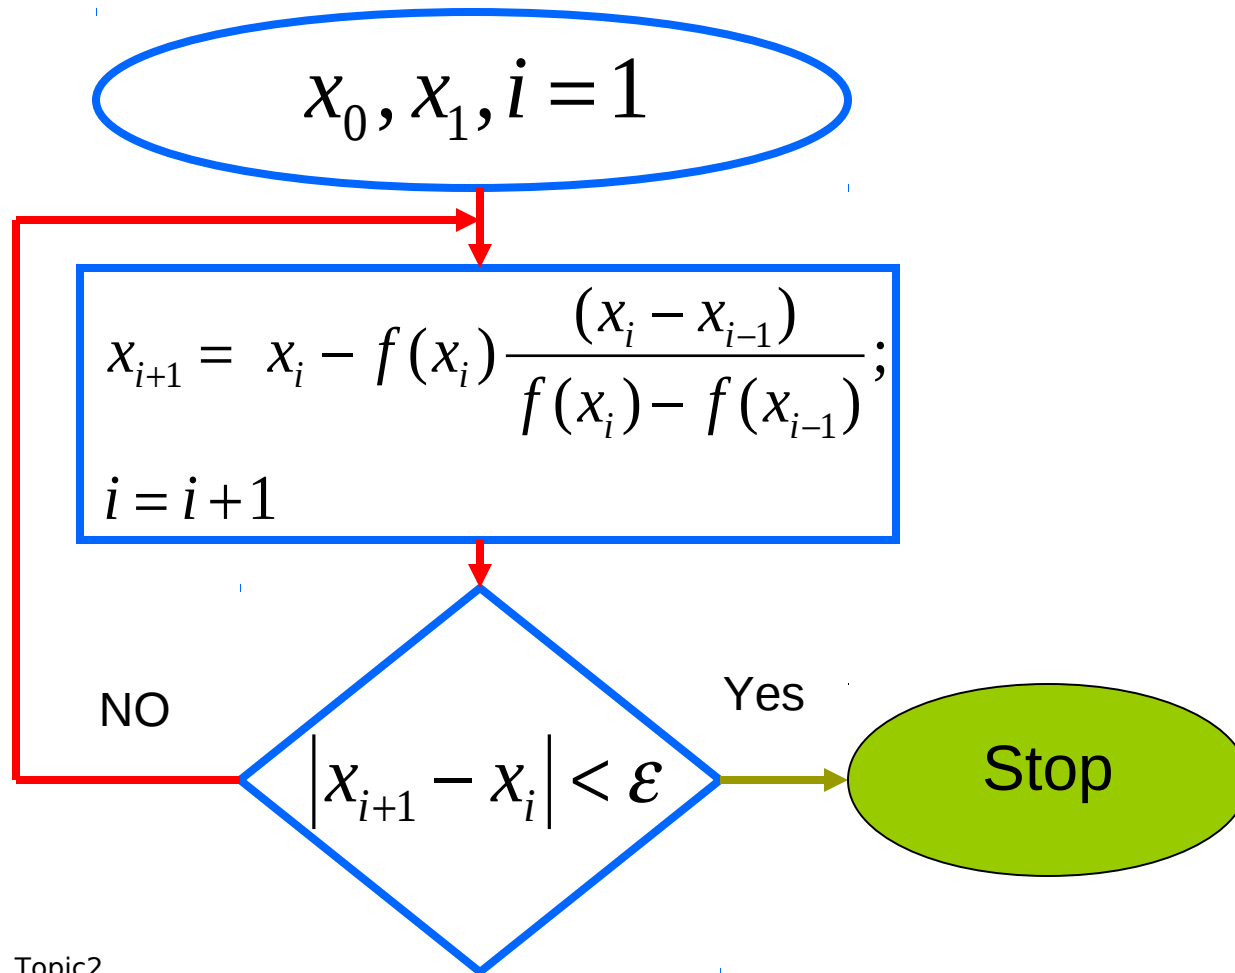 x₀, x₁, i = 1
xᵢ₊₁ = xᵢ − f(xᵢ) (xᵢ − xᵢ₋₁) / (f(xᵢ) − f(xᵢ₋₁));
i = i + 1
NO
Yes
|xᵢ₊₁ − xᵢ| < ε
Stop
Topic2